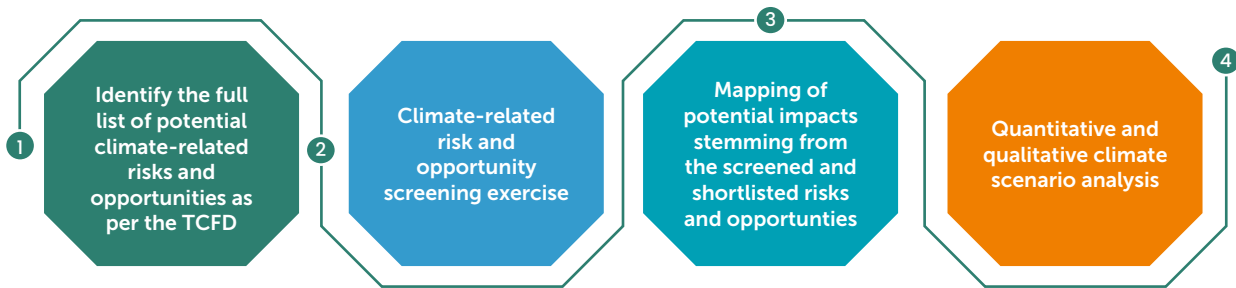 1
Identify the full
list of potential
climate-related
risks and
opportunities as
per the TCFD
2
Climate-related
risk and
opportunity
screening exercise
3
Mapping of
potential impacts
stemming from
the screened and
shortlisted risks
and opportunties
4
Quantitative and
qualitative climate
scenario analysis